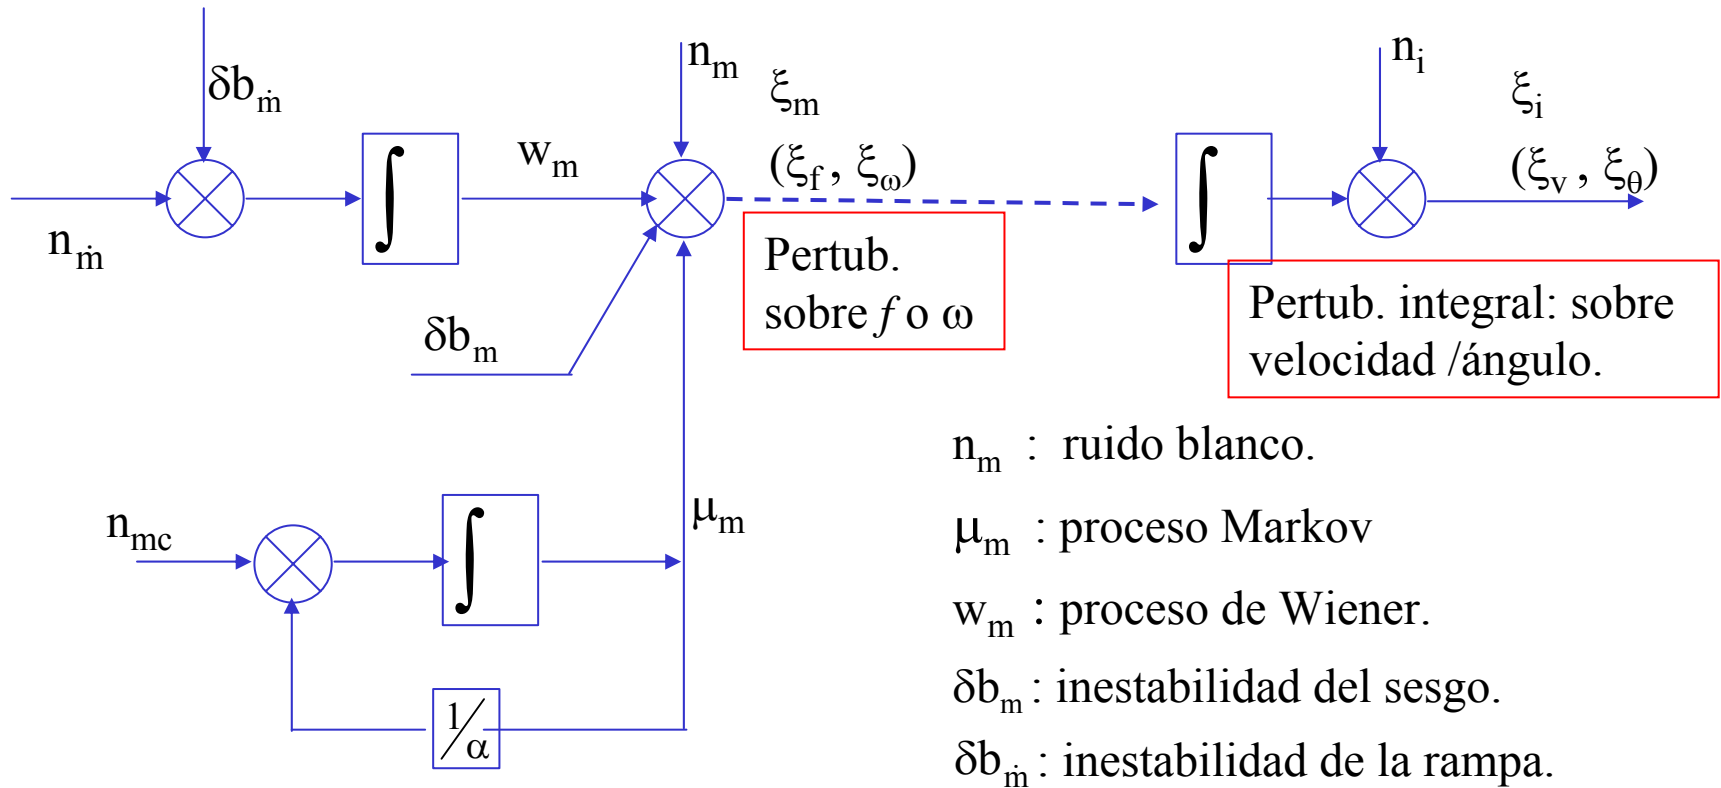 δb_ṁ
n_m
ξ_m
n_i
ξ_i
w_m
(ξ_f , ξ_ω)
(ξ_v , ξ_θ)
n_ṁ
∫
∫
Pertub.
sobre f o ω
Pertub. integral: sobre
velocidad /ángulo.
δb_m
n_m : ruido blanco.
n_mc
∫
μ_m
μ_m : proceso Markov
w_m : proceso de Wiener.
δb_m : inestabilidad del sesgo.
1/α
δb_ṁ : inestabilidad de la rampa.